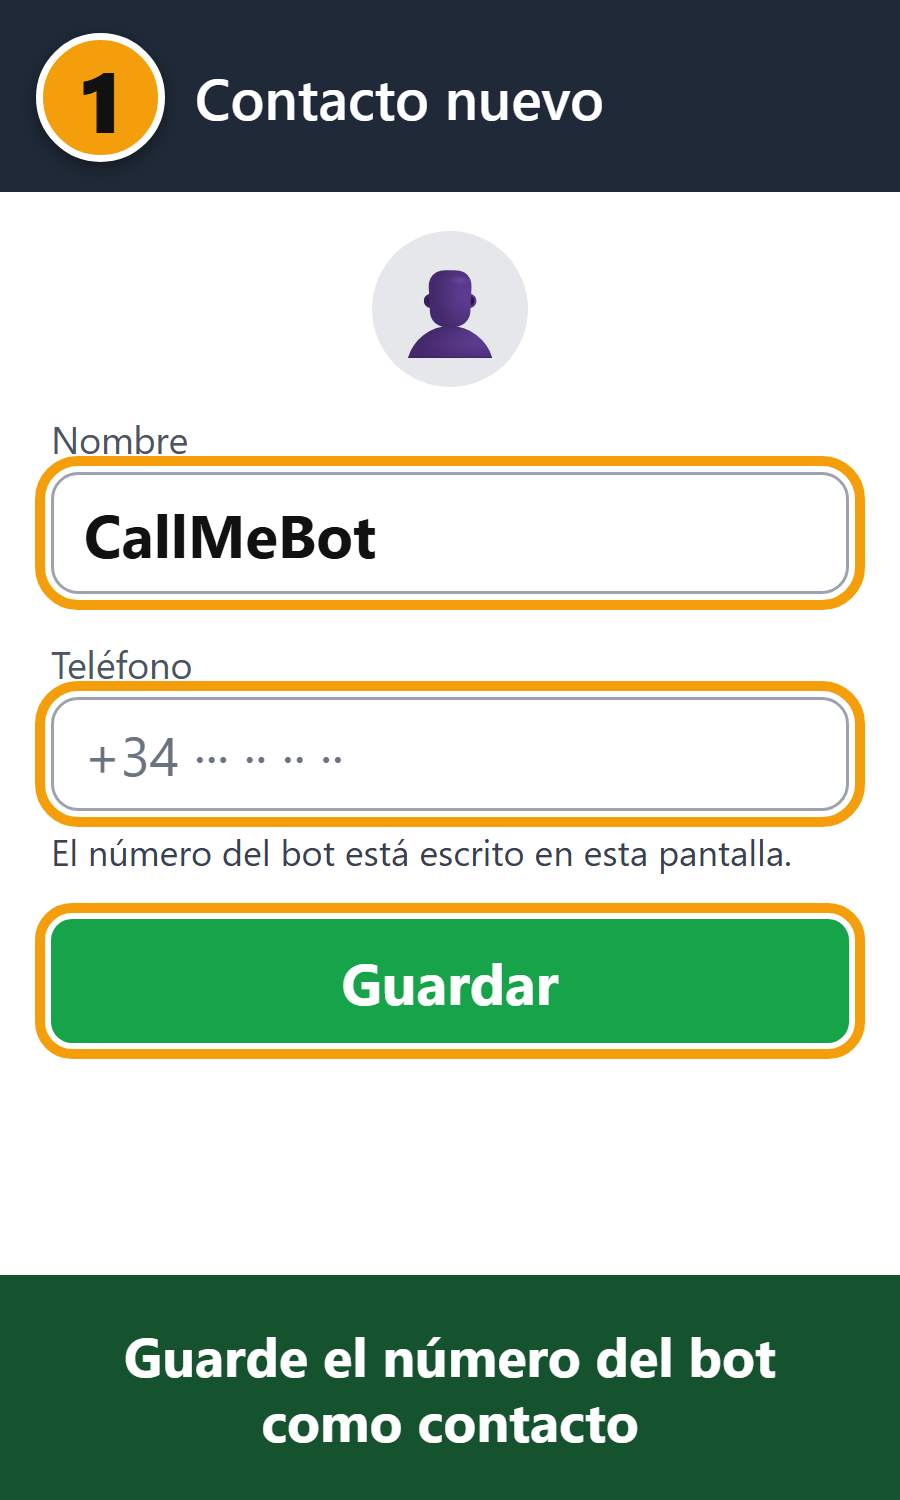 1
Contacto nuevo
Nombre
CallMeBot
Teléfono
+34 ··· ·· ·· ··
El número del bot está escrito en esta pantalla.
Guardar
Guarde el número del bot
como contacto